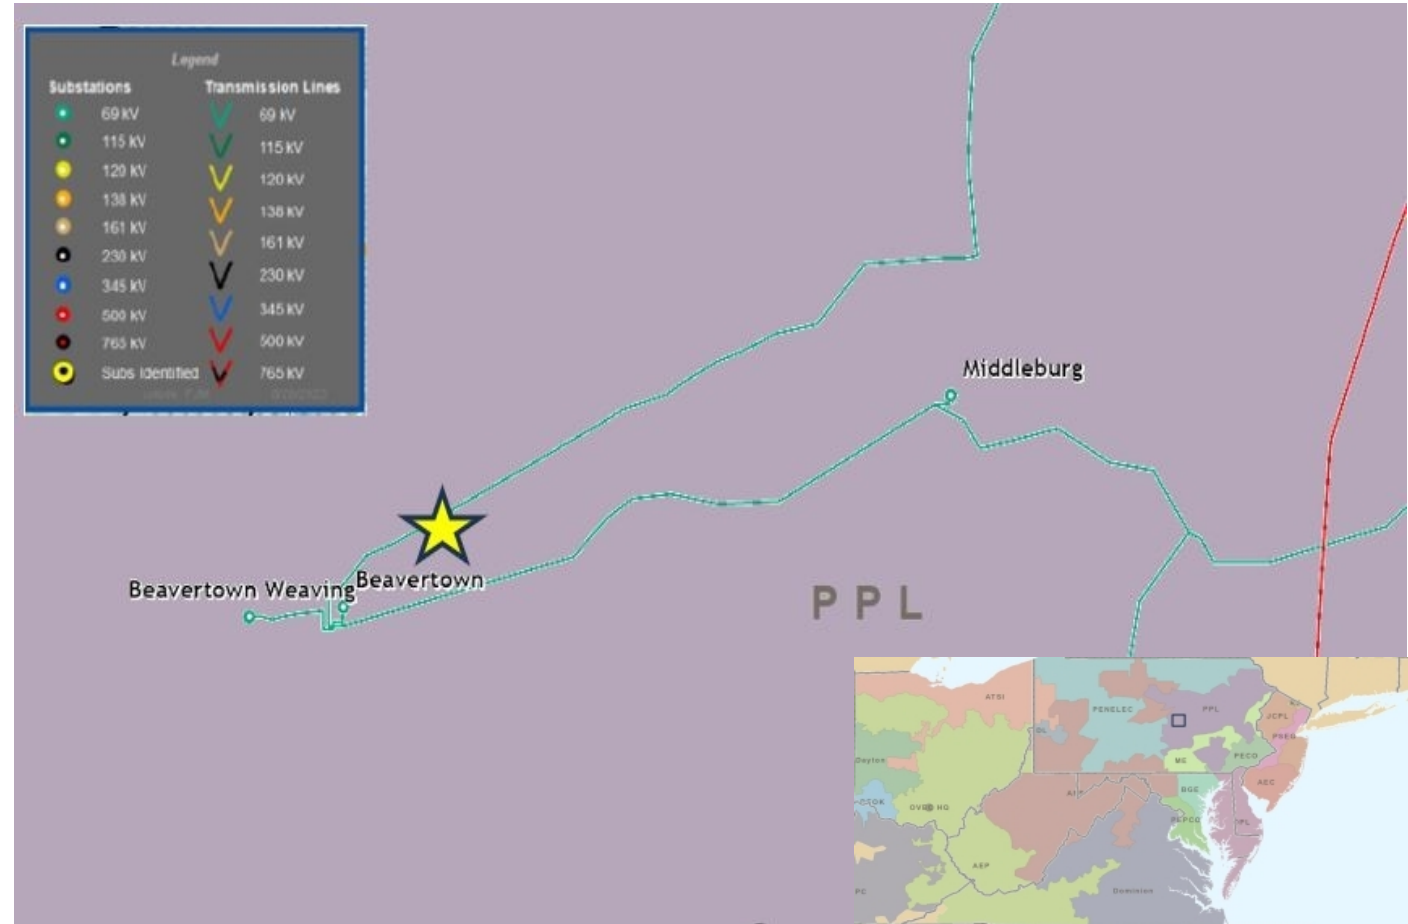 Legend
Substations
Transmission Lines
69 kV
69 kV
115 kV
115 kV
120 kV
120 kV
138 kV
138 kV
161 kV
161 kV
230 kV
230 kV
345 kV
345 kV
500 kV
500 kV
765 kV
Subs Identified
765 kV
Middleburg
Beavertown Weaving
Beavertown
PPL
ATSI
PENELEC
PPL
JCPL
DL
PSEG
ME
PECO
Dayton
AEC
BGE
OVEC HQ
PEPCO
AEP
Dominion